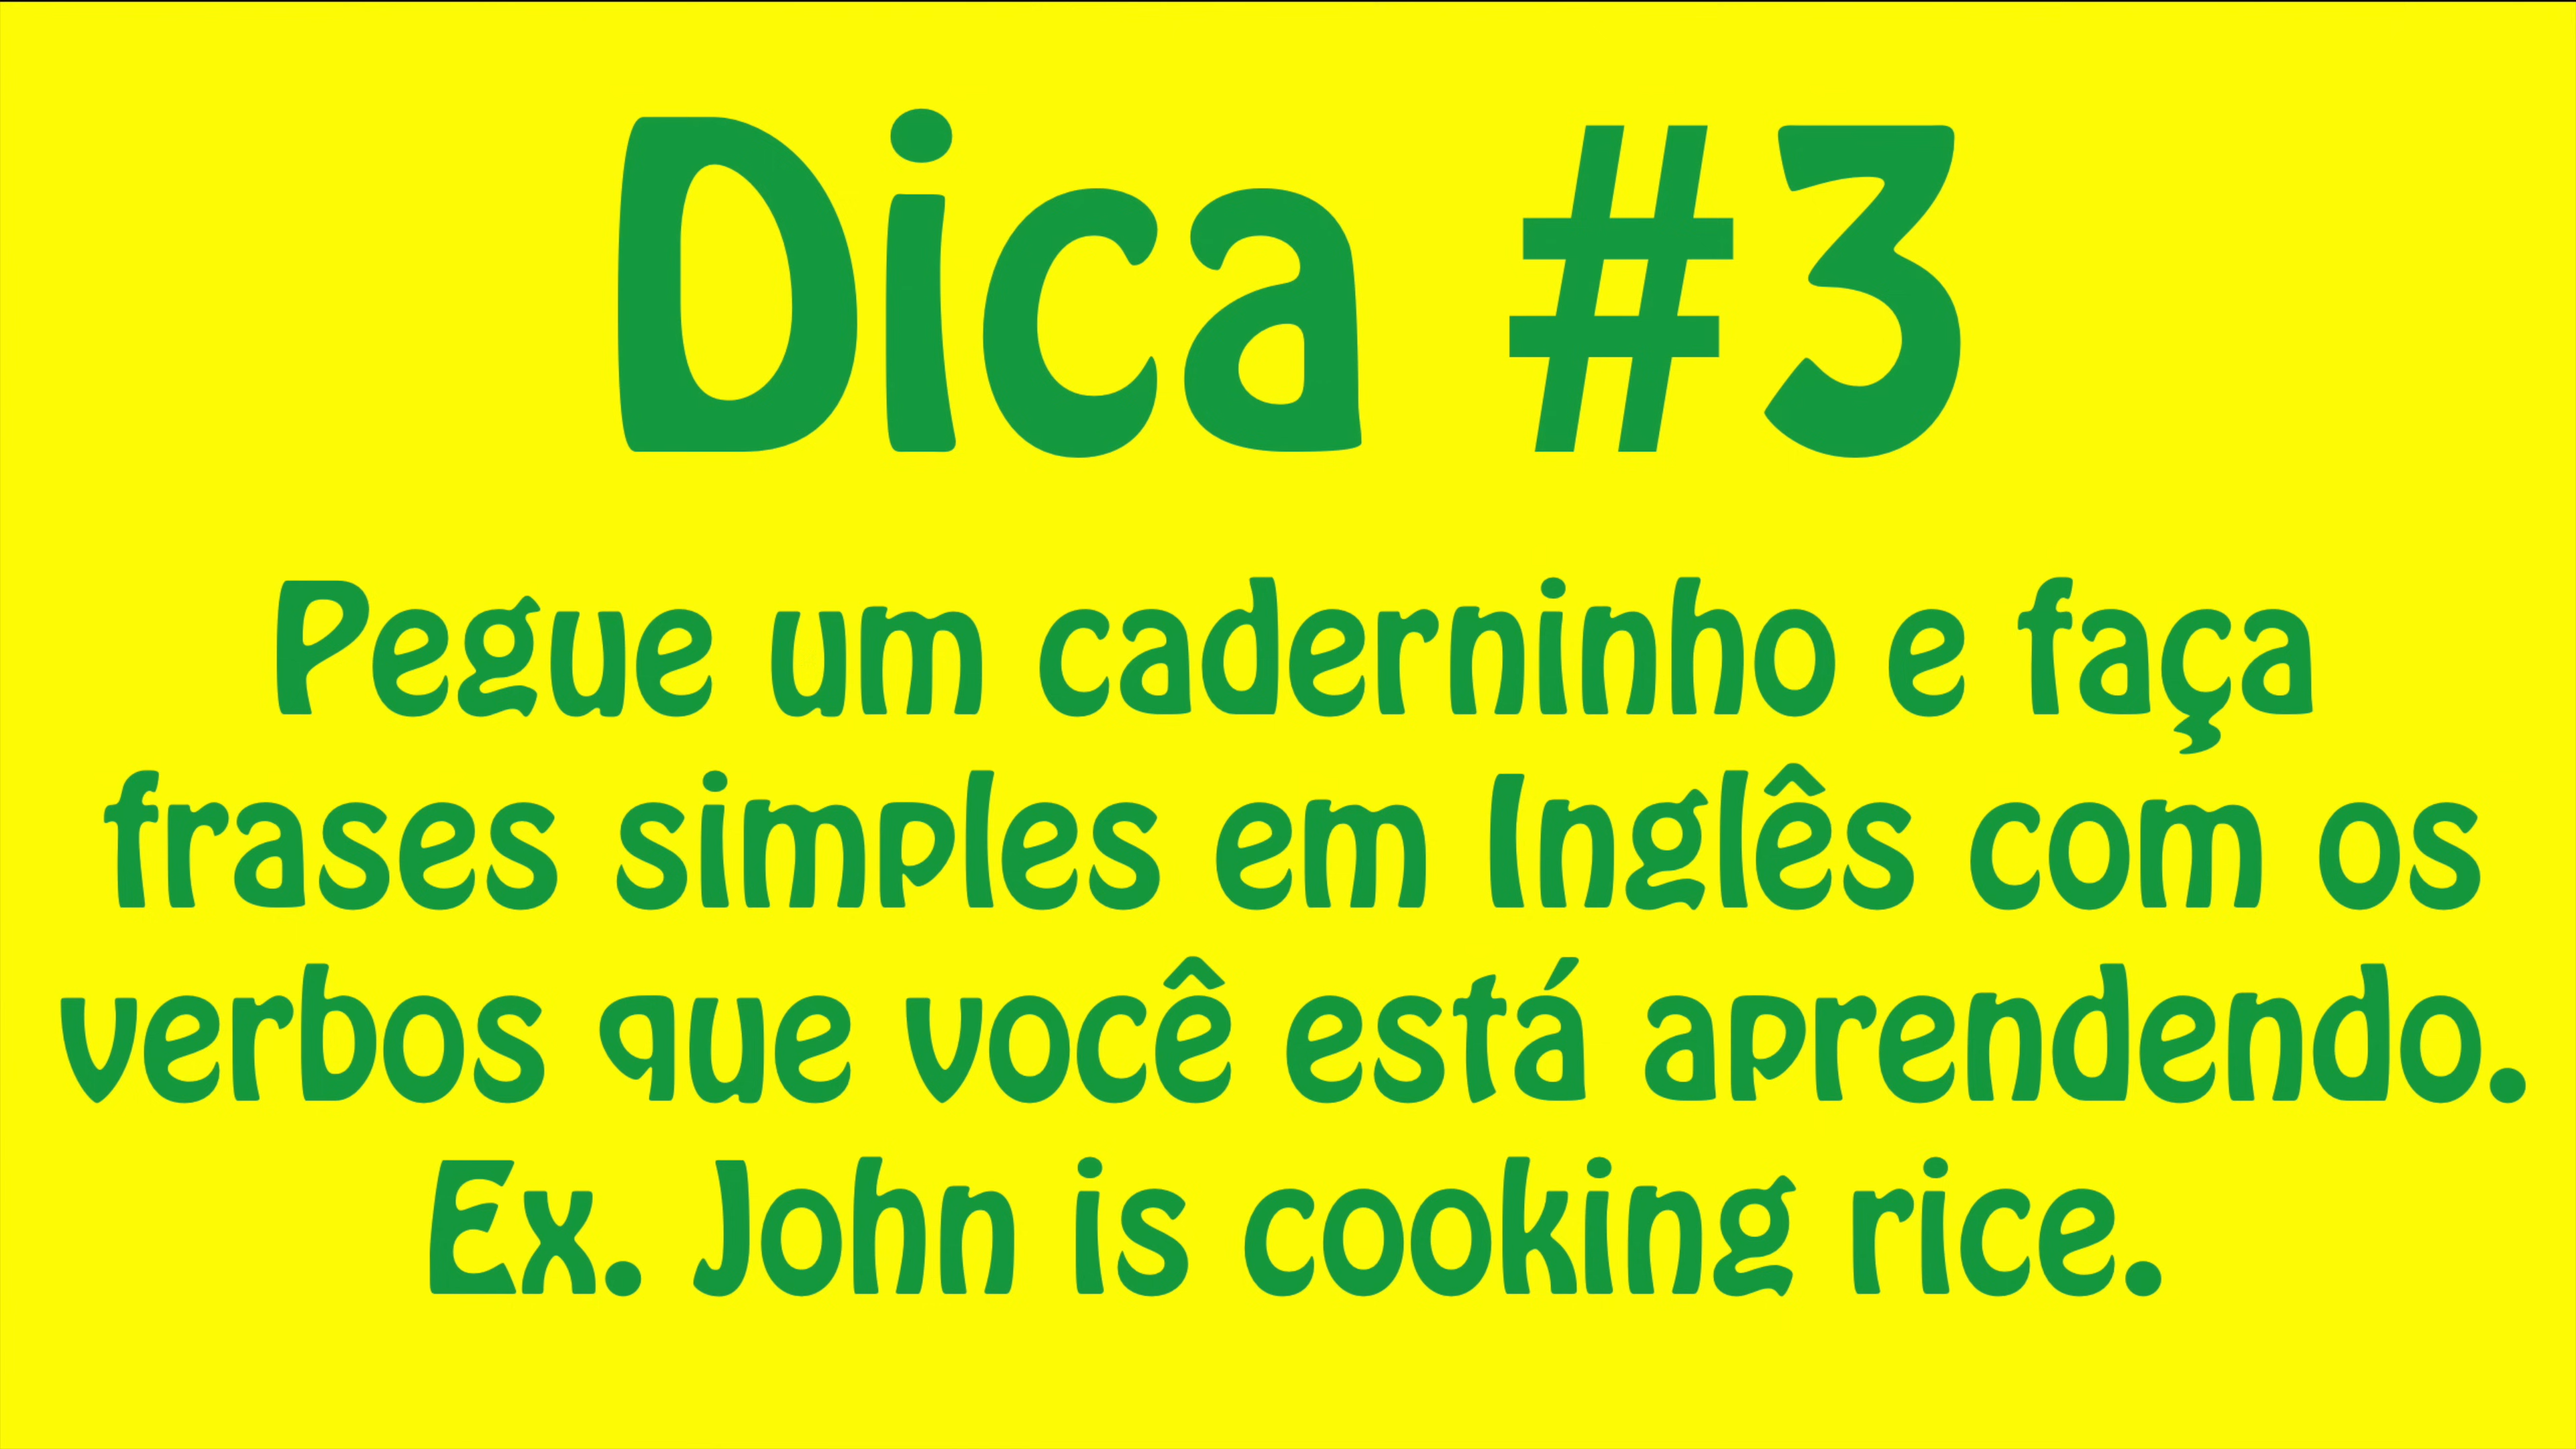 Dica #3
Pegue um caderninho e faça
frases simples em Inglês com os
verbos que você está aprendendo.
Ex. John is cooking rice.